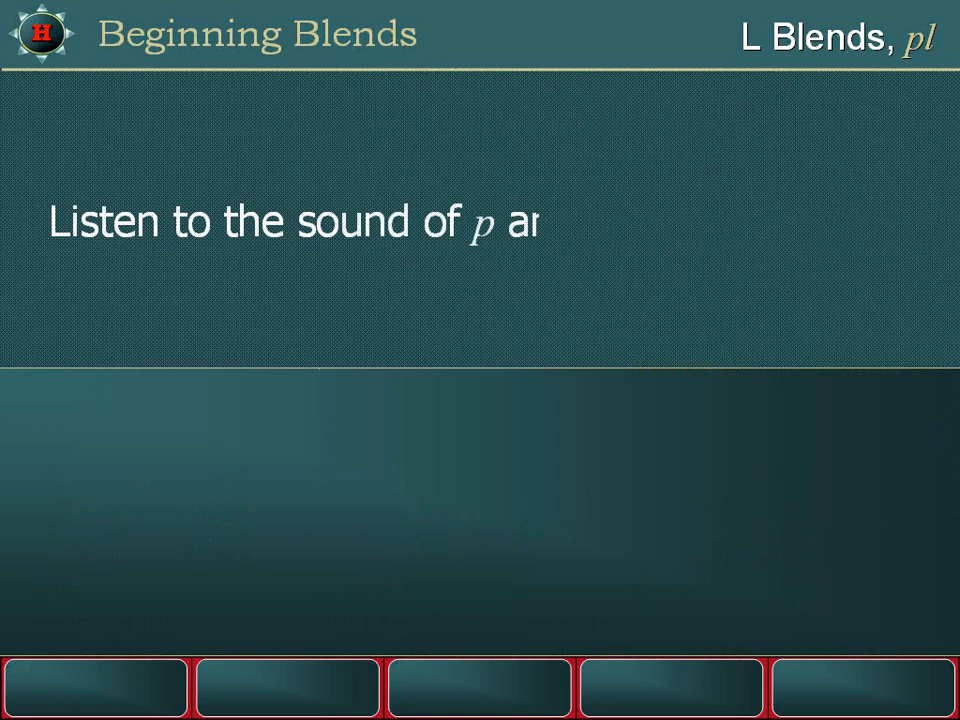 H
Beginning Blends
L Blends, pl
Listen to the sound of p